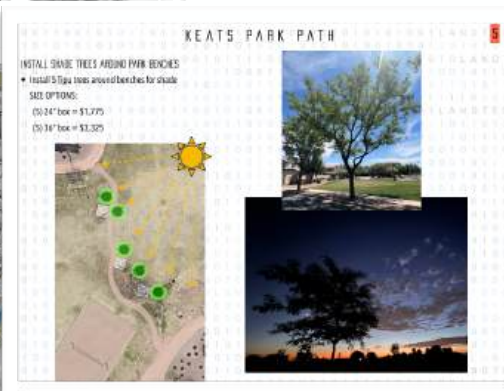 KEATS PARK PATH
5
INSTALL SHADE TREES AROUND PARK BENCHES
• Install 5 Tipu trees around benches for shade
SIZE OPTIONS:
(5) 24" box = $1,775
(5) 36" box = $3,325